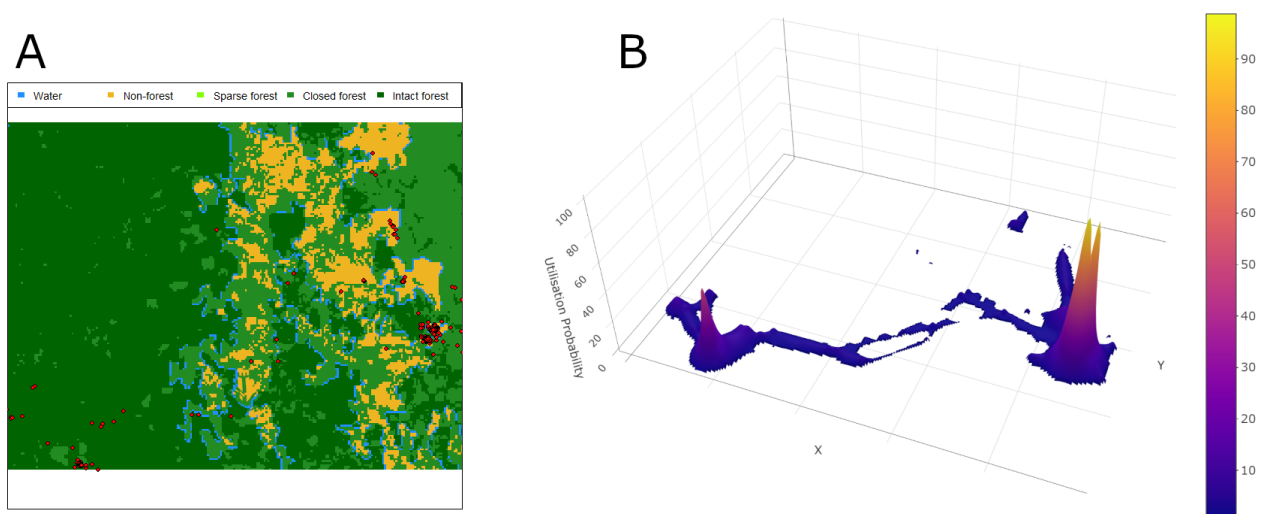 A
Water Non-forest Sparse forest Closed forest Intact forest
B
100
80
60
40
20
0
Utilisation Probability
X
Y
90
80
70
60
50
40
30
20
10